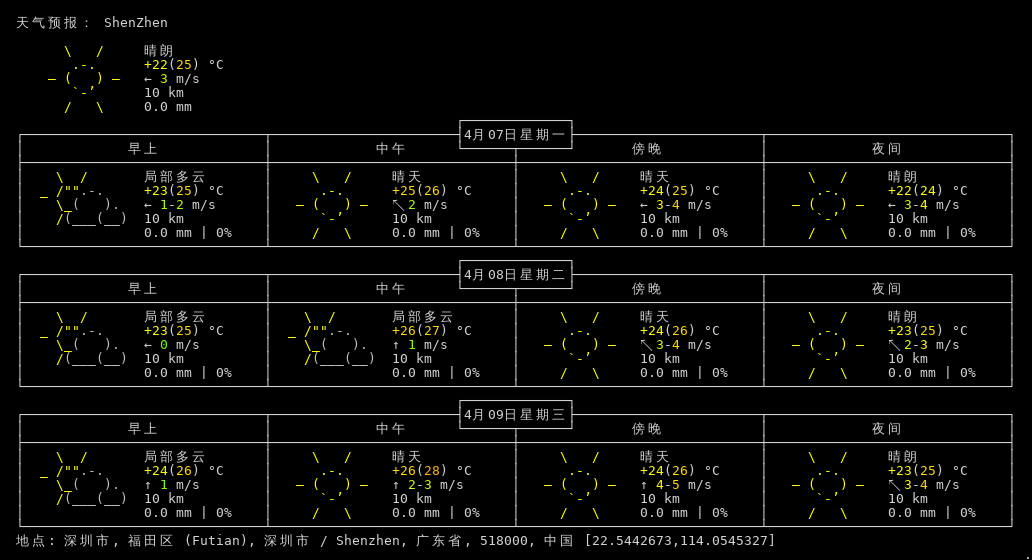 天气预报： ShenZhen
晴朗
+22(25) °C
← 3 m/s
10 km
0.0 mm
4月07日星期一
早上 中午 傍晚 夜间
局部多云 晴天 晴天 晴朗
+23(25) °C +25(26) °C +24(25) °C +22(24) °C
← 1-2 m/s ↖ 2 m/s ← 3-4 m/s ← 3-4 m/s
10 km 10 km 10 km 10 km
0.0 mm | 0% 0.0 mm | 0% 0.0 mm | 0% 0.0 mm | 0%
4月08日星期二
早上 中午 傍晚 夜间
局部多云 局部多云 晴天 晴朗
+23(25) °C +26(27) °C +24(26) °C +23(25) °C
← 0 m/s ↑ 1 m/s ↖ 3-4 m/s ↖ 2-3 m/s
10 km 10 km 10 km 10 km
0.0 mm | 0% 0.0 mm | 0% 0.0 mm | 0% 0.0 mm | 0%
4月09日星期三
早上 中午 傍晚 夜间
局部多云 晴天 晴天 晴朗
+24(26) °C +26(28) °C +24(26) °C +23(25) °C
↑ 1 m/s ↑ 2-3 m/s ↑ 4-5 m/s ↖ 3-4 m/s
10 km 10 km 10 km 10 km
0.0 mm | 0% 0.0 mm | 0% 0.0 mm | 0% 0.0 mm | 0%
地点: 深圳市, 福田区 (Futian), 深圳市 / Shenzhen, 广东省, 518000, 中国 [22.5442673,114.0545327]